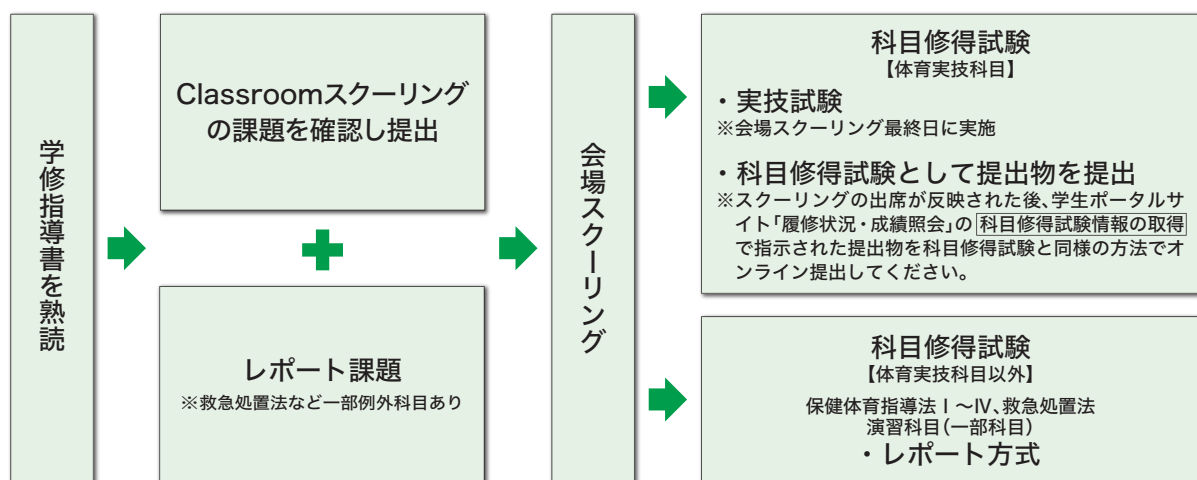 学修指導書を熟読
Classroomスクーリング
の課題を確認し提出
レポート課題
※救急処置法など一部例外科目あり
会場スクーリング
科目修得試験
【体育実技科目】
・実技試験
※会場スクーリング最終日に実施
・科目修得試験として提出物を提出
※スクーリングの出席が反映された後、学生ポータルサ
イト「履修状況・成績照会」の科目修得試験情報の取得
で指示された提出物を科目修得試験と同様の方法でオ
ンライン提出してください。
科目修得試験
【体育実技科目以外】
保健体育指導法Ⅰ～Ⅳ、救急処置法
演習科目(一部科目)
・レポート方式